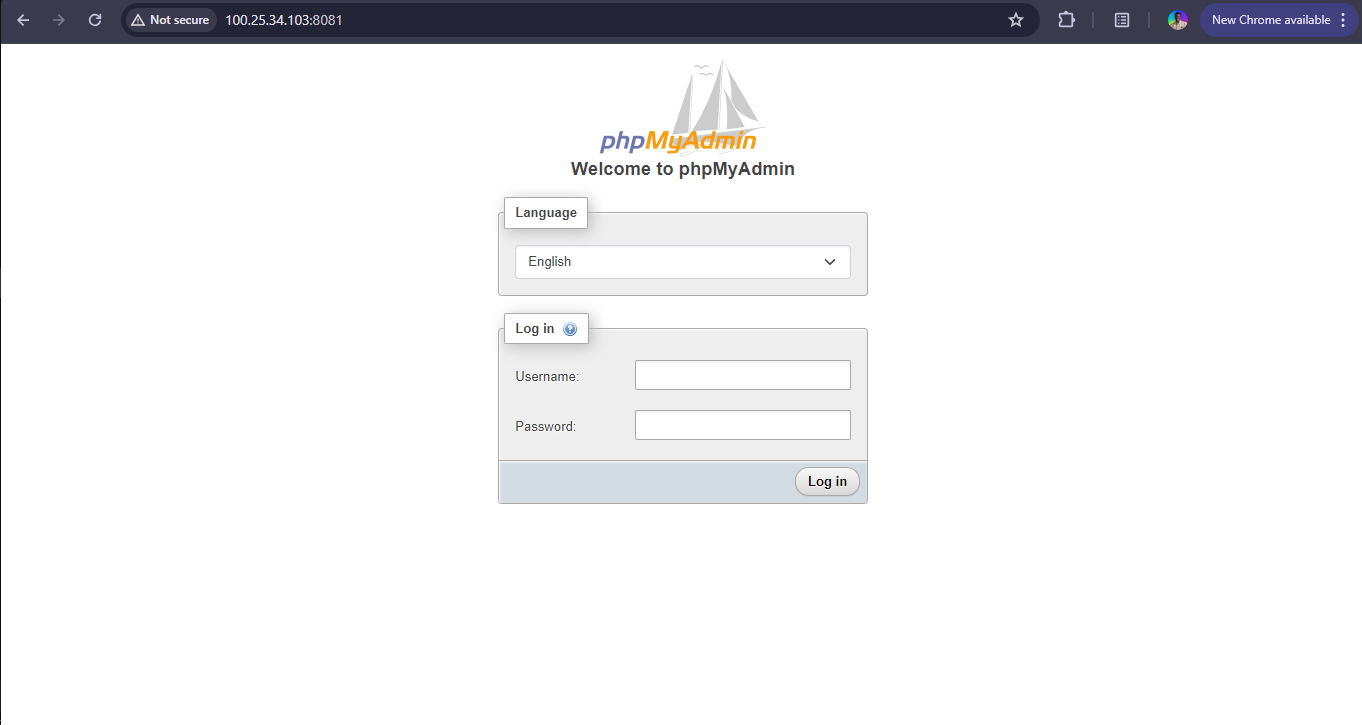 Not secure 100.25.34.103:8081 New Chrome available
phpMyAdmin
Welcome to phpMyAdmin
Language
English
Log in
Username:
Password:
Log in